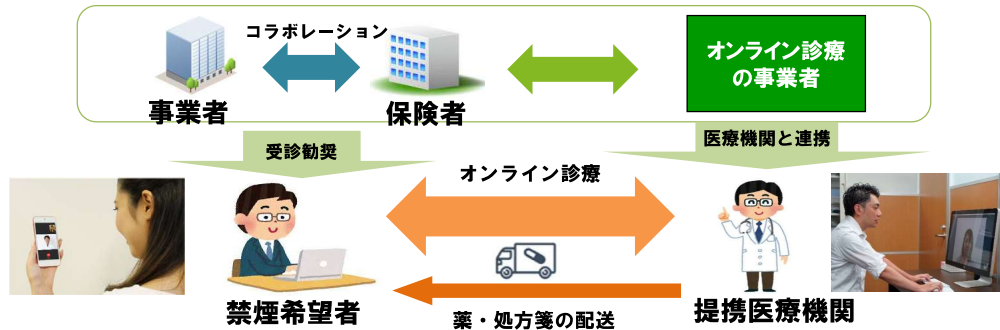 コラボレーション
事業者
保険者
オンライン診療
の事業者
受診勧奨
医療機関と連携
オンライン診療
禁煙希望者
薬・処方箋の配送
提携医療機関